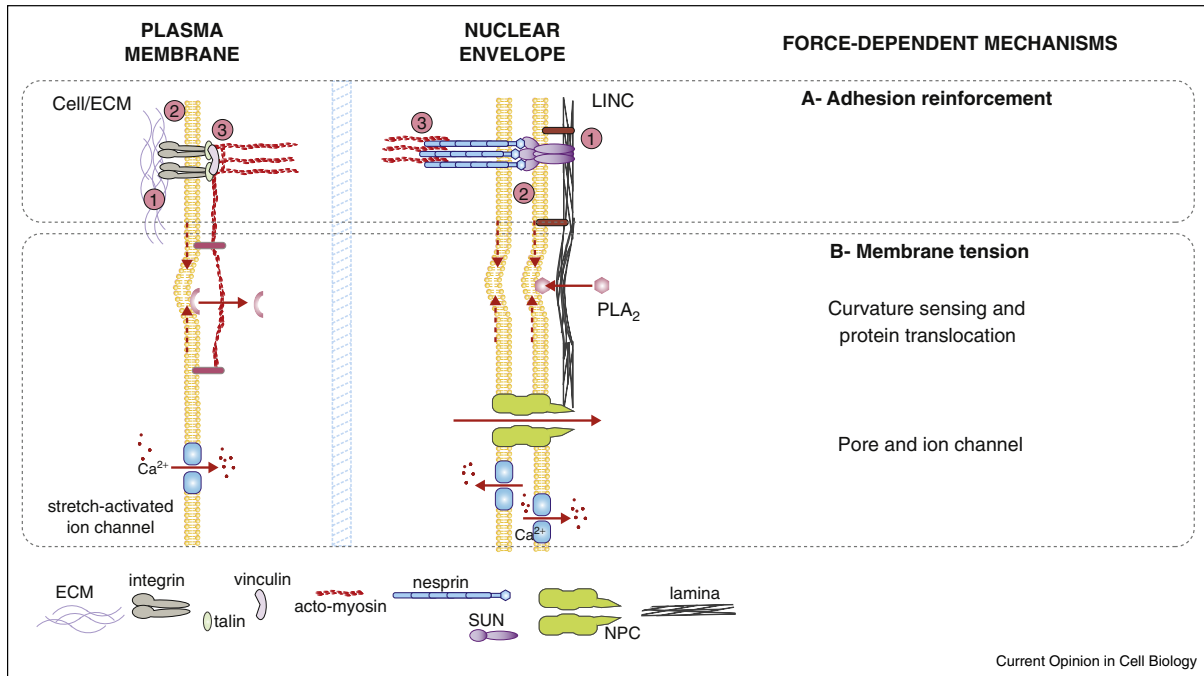 PLASMA
MEMBRANE
NUCLEAR
ENVELOPE
FORCE-DEPENDENT MECHANISMS
Cell/ECM
2
3
1
3
LINC
1
2
A- Adhesion reinforcement
B- Membrane tension
PLA₂
Curvature sensing and
protein translocation
Ca²⁺
stretch-activated
ion channel
Ca²⁺
Pore and ion channel
ECM
integrin
talin
vinculin
acto-myosin
nesprin
SUN
NPC
lamina
Current Opinion in Cell Biology